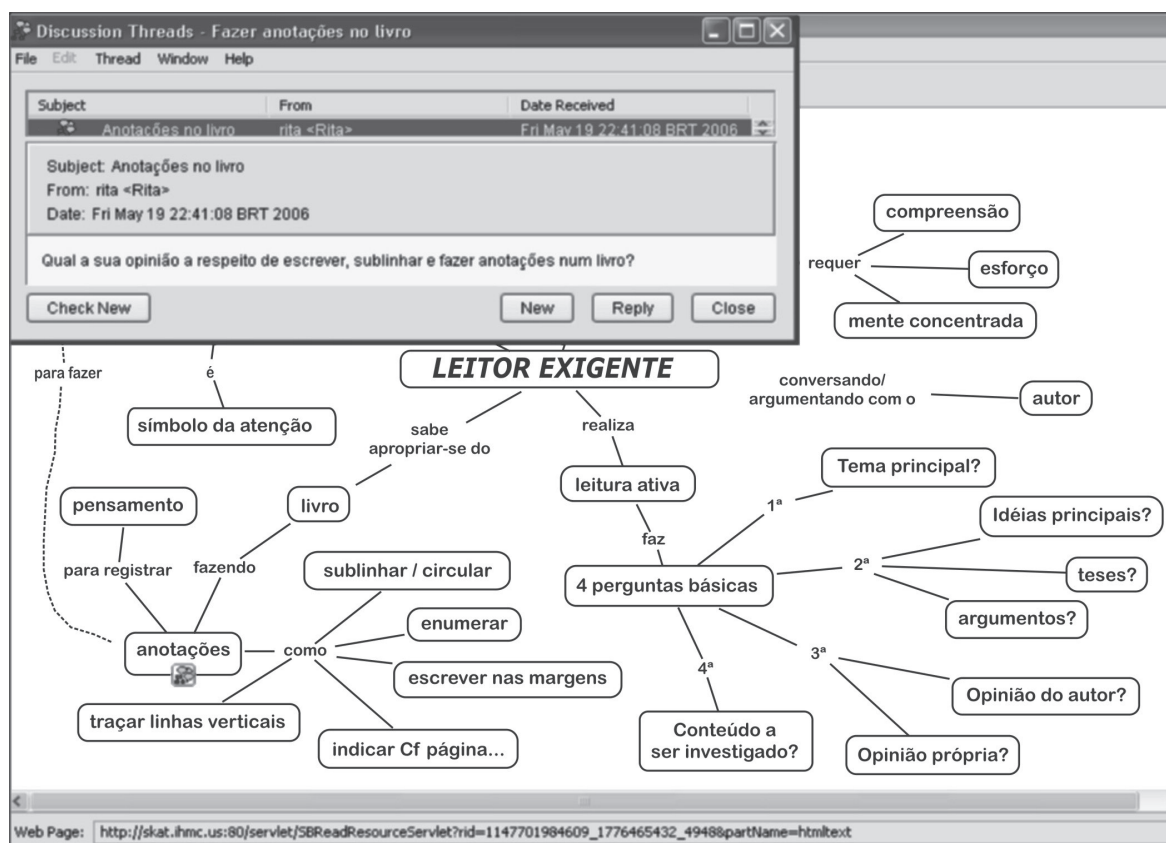 Discussion Threads - Fazer anotações no livro
File Edit Thread Window Help
Subject From Date Received
Anotações no livro rita <Rita> Fri May 19 22:41:08 BRT 2006
Subject: Anotações no livro
From: rita <Rita>
Date: Fri May 19 22:41:08 BRT 2006
Qual a sua opinião a respeito de escrever, sublinhar e fazer anotações num livro?
Check New New Reply Close
compreensão
requer
esforço
mente concentrada
para fazer
é
LEITOR EXIGENTE
conversando/
argumentando com o
autor
símbolo da atenção
sabe
apropriar-se do
realiza
Tema principal?
pensamento
livro
leitura ativa
1ª
Idéias principais?
faz
para registrar
fazendo
sublinhar / circular
4 perguntas básicas
2ª
teses?
enumerar
argumentos?
anotações
como
3ª
escrever nas margens
4ª
Opinião do autor?
traçar linhas verticais
Conteúdo a
ser investigado?
indicar Cf página...
Opinião própria?
Web Page: http://skat.ihmc.us:80/servlet/SBReadResourceServlet?rid=1147701984609_1776465432_4948&partName=htmltext